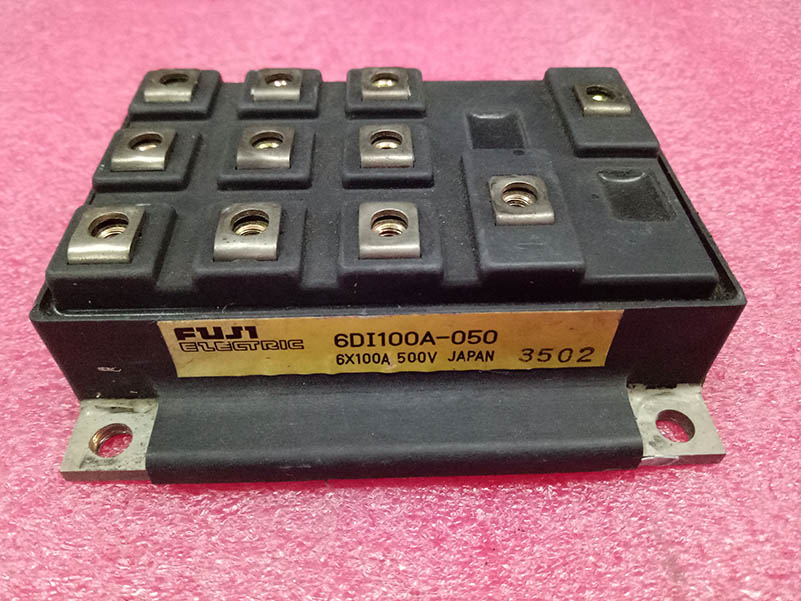 FUJI
ELECTRIC
6DI100A-050
6X100A 500V JAPAN 3502